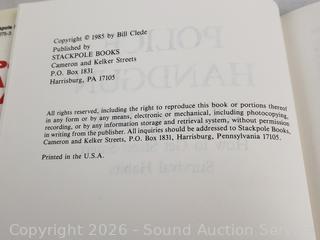 Copyright © 1985 by Bill Clede
Published by
STACKPOLE BOOKS
Cameron and Kelker Streets
P.O. Box 1831
Harrisburg, PA 17105
All rights reserved, including the right to reproduce this book or portions thereof
in any form or by any means, electronic or mechanical, including photocopying,
recording, or by any information storage and retrieval system, without permission
in writing from the publisher. All inquiries should be addressed to Stackpole Books,
Cameron and Kelker Streets, P.O. Box 1831, Harrisburg, Pennsylvania 17105.
Printed in the U.S.A.
POLICE
HANDGUN
Survival Habits
Copyright 2026 - Sound Auction Service